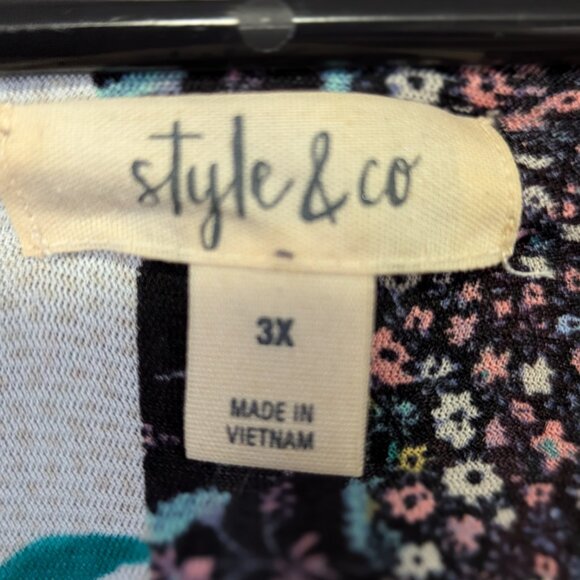 style & co
3X
MADE IN
VIETNAM